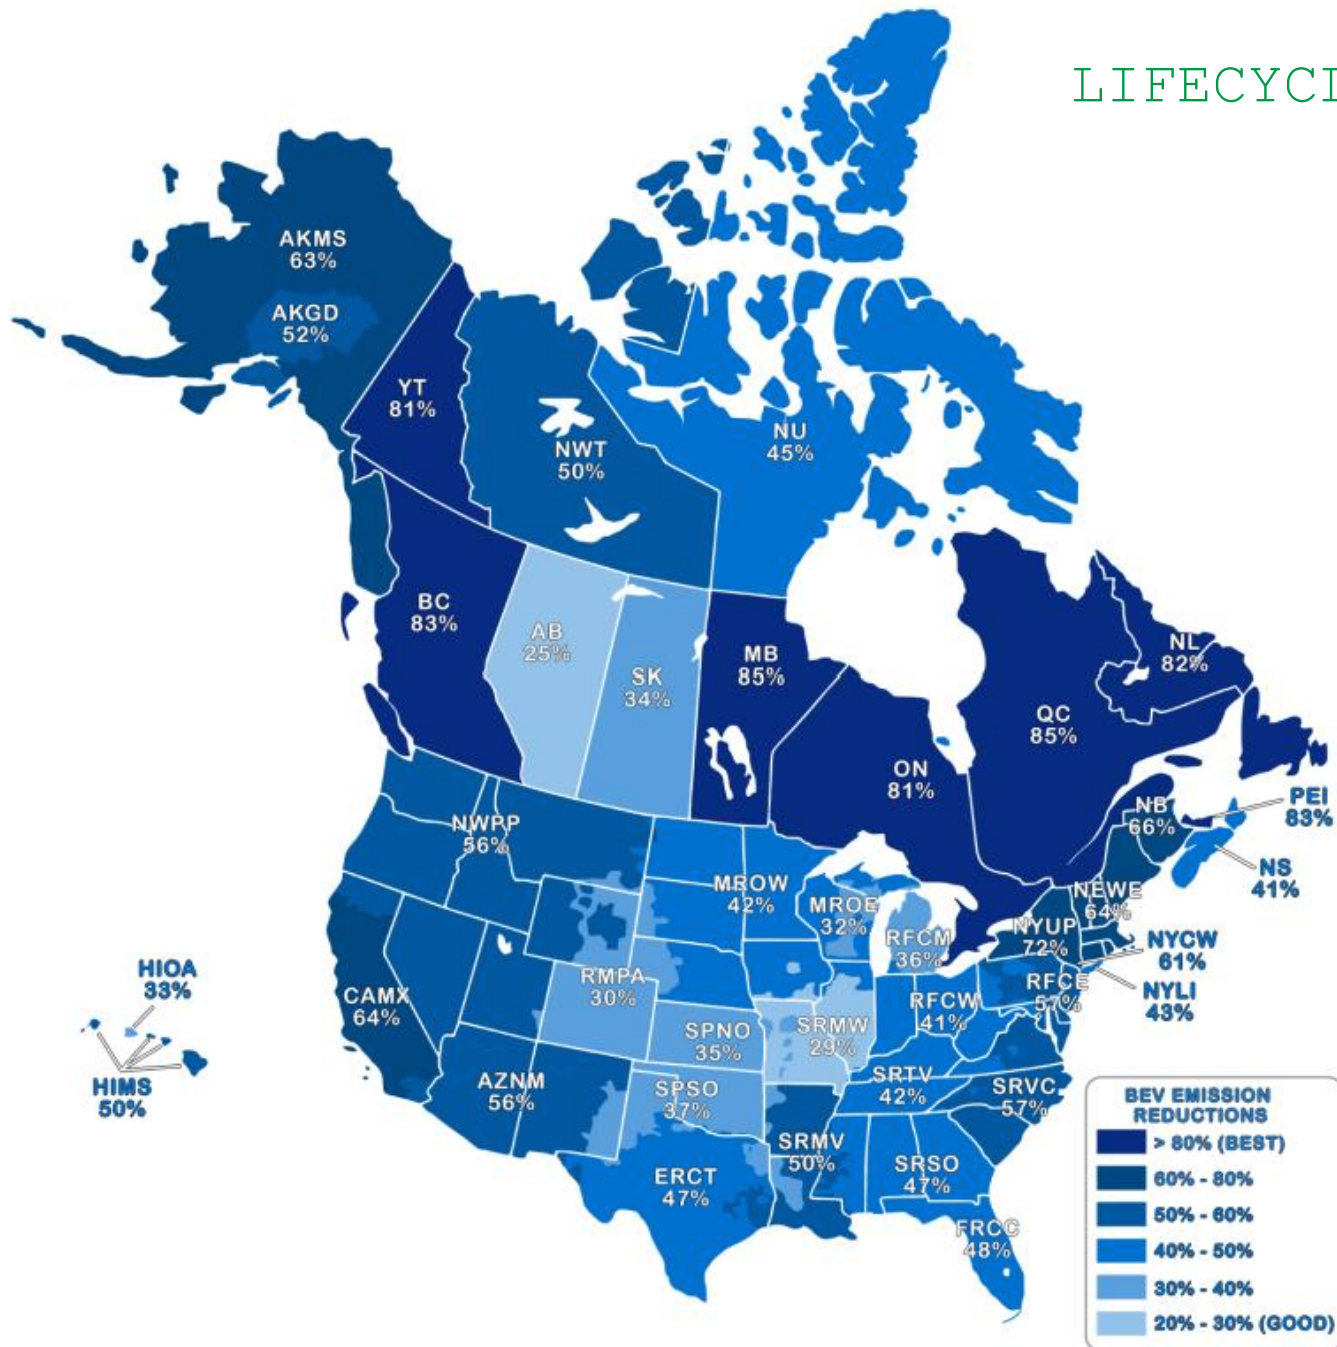 LIFECYCL
AKMS
63%
AKGD
52%
YT
81%
NWT
50%
NU
45%
BC
83%
AB
25%
SK
34%
MB
85%
ON
81%
QC
85%
NL
82%
NB
66%
PEI
83%
NS
41%
NWPP
56%
MROW
42%
MROE
32%
RFCM
36%
NEWE
64%
NYUP
72%
NYCW
61%
NYLI
43%
RFCE
57%
HIOA
33%
HIMS
50%
CAMX
64%
RMPA
30%
SPNO
35%
SRMW
29%
RFCW
41%
AZNM
56%
SPSO
37%
SRTV
42%
SRVC
57%
SRMV
50%
ERCT
47%
SRSO
47%
FRCC
48%
BEV EMISSION
REDUCTIONS
> 80% (BEST)
60% - 80%
50% - 60%
40% - 50%
30% - 40%
20% - 30% (GOOD)